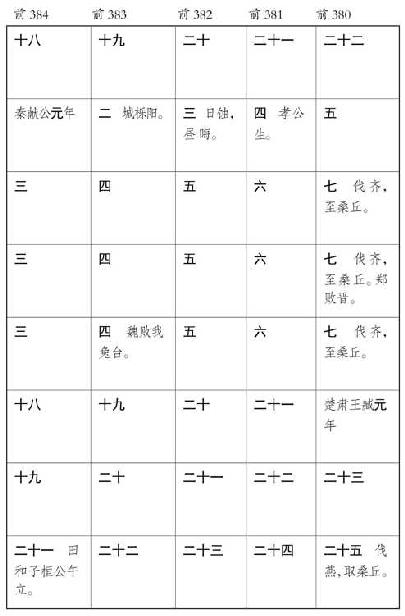 前 384 前 383 前 382 前 381 前 380
十八 十九 二十 二十一 二十二
秦献公元年 二 城栎阳。 三 日蚀， 四 孝公 五
昼晦。 生。
三 四 五 六 七 伐齐，
至桑丘。
三 四 五 六 七 伐齐，
至桑丘。郑
败晋。
三 四 魏败我 五 六 七 伐齐，
兔台。 至桑丘。
十八 十九 二十 二十一 楚肃王臧元
年
十九 二十 二十一 二十二 二十三
二十一 田 二十二 二十三 二十四 二十五 伐
和子桓公午 燕，取桑丘。
立。